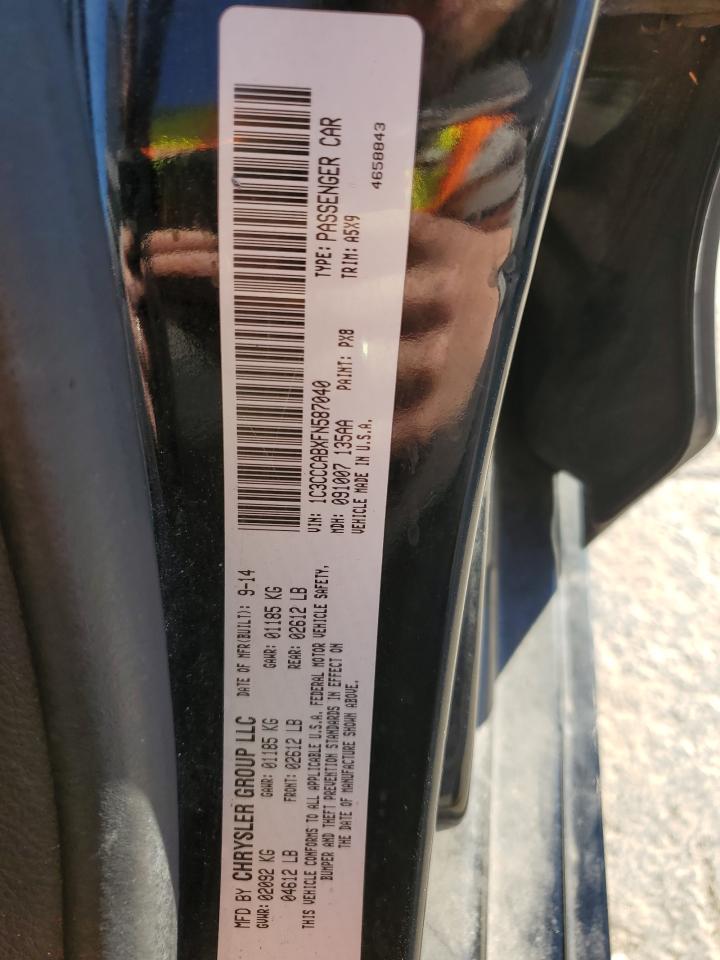 MFD BY CHRYSLER GROUP LLC DATE OF MFR(BUILT): 9-14
GVWR: 02092 KG GAWR: 01185 KG GAWR: 01185 KG
04612 LB FRONT: 02612 LB REAR: 02612 LB
THIS VEHICLE CONFORMS TO ALL APPLICABLE U.S.A. FEDERAL MOTOR VEHICLE SAFETY,
BUMPER AND THEFT PREVENTION STANDARDS IN EFFECT ON
THE DATE OF MANUFACTURE SHOWN ABOVE.
VIN: 1C3CCCABXFN587040 TYPE: PASSENGER CAR
MDH: 091007 135AA PAINT: PX8 TRIM: A5X9
VEHICLE MADE IN U.S.A.
4658843